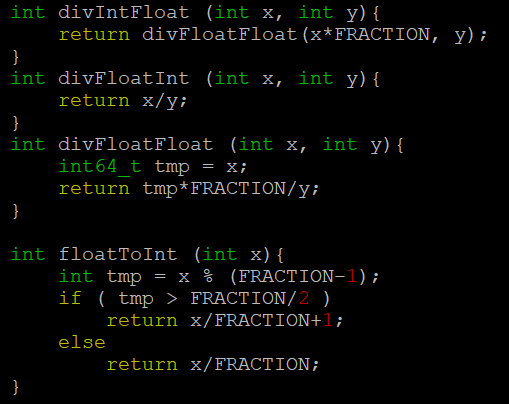 int divIntFloat (int x, int y){
    return divFloatFloat(x*FRACTION, y);
}
int divFloatInt (int x, int y){
    return x/y;
}
int divFloatFloat (int x, int y){
    int64_t tmp = x;
    return tmp*FRACTION/y;
}

int floatToInt (int x){
    int tmp = x % (FRACTION-1);
    if ( tmp > FRACTION/2 )
        return x/FRACTION+1;
    else
        return x/FRACTION;
}